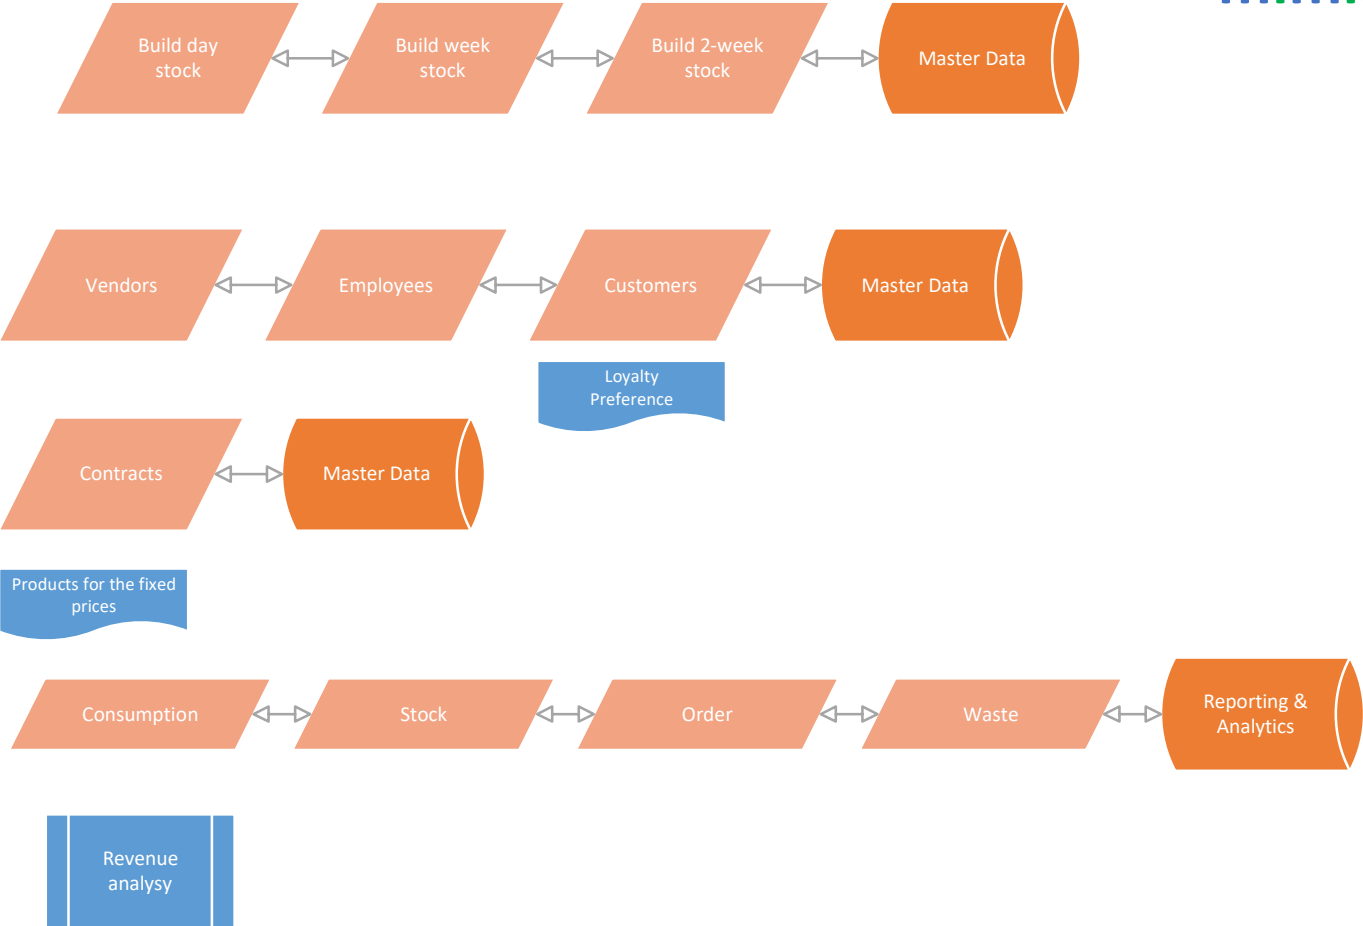 Build day
stock
Build week
stock
Build 2-week
stock
Master Data
Vendors
Employees
Customers
Master Data
Loyalty
Preference
Contracts
Master Data
Products for the fixed
prices
Consumption
Stock
Order
Waste
Reporting &
Analytics
Revenue
analysy